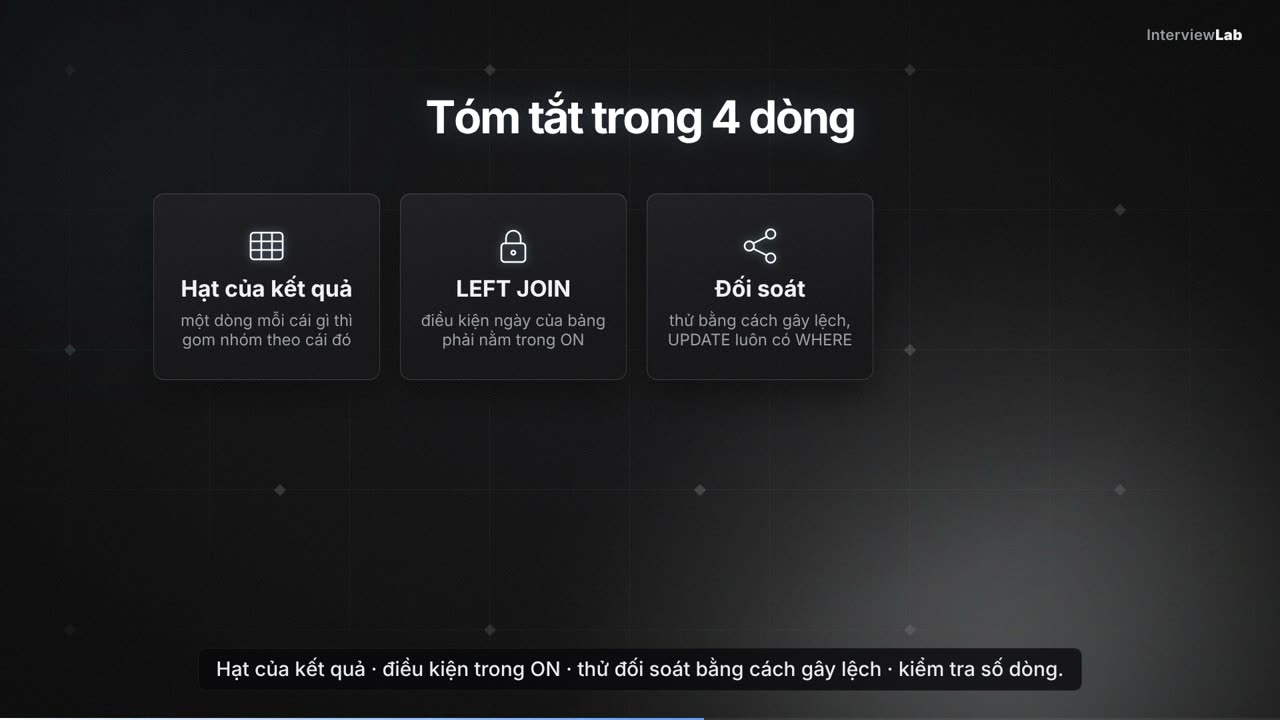 InterviewLab
Tóm tắt trong 4 dòng
Hạt của kết quả
một dòng mỗi cái gì thì
gom nhóm theo cái đó
LEFT JOIN
điều kiện ngày của bảng
phải nằm trong ON
Đối soát
thử bằng cách gây lệch,
UPDATE luôn có WHERE
Hạt của kết quả · điều kiện trong ON · thử đối soát bằng cách gây lệch · kiểm tra số dòng.